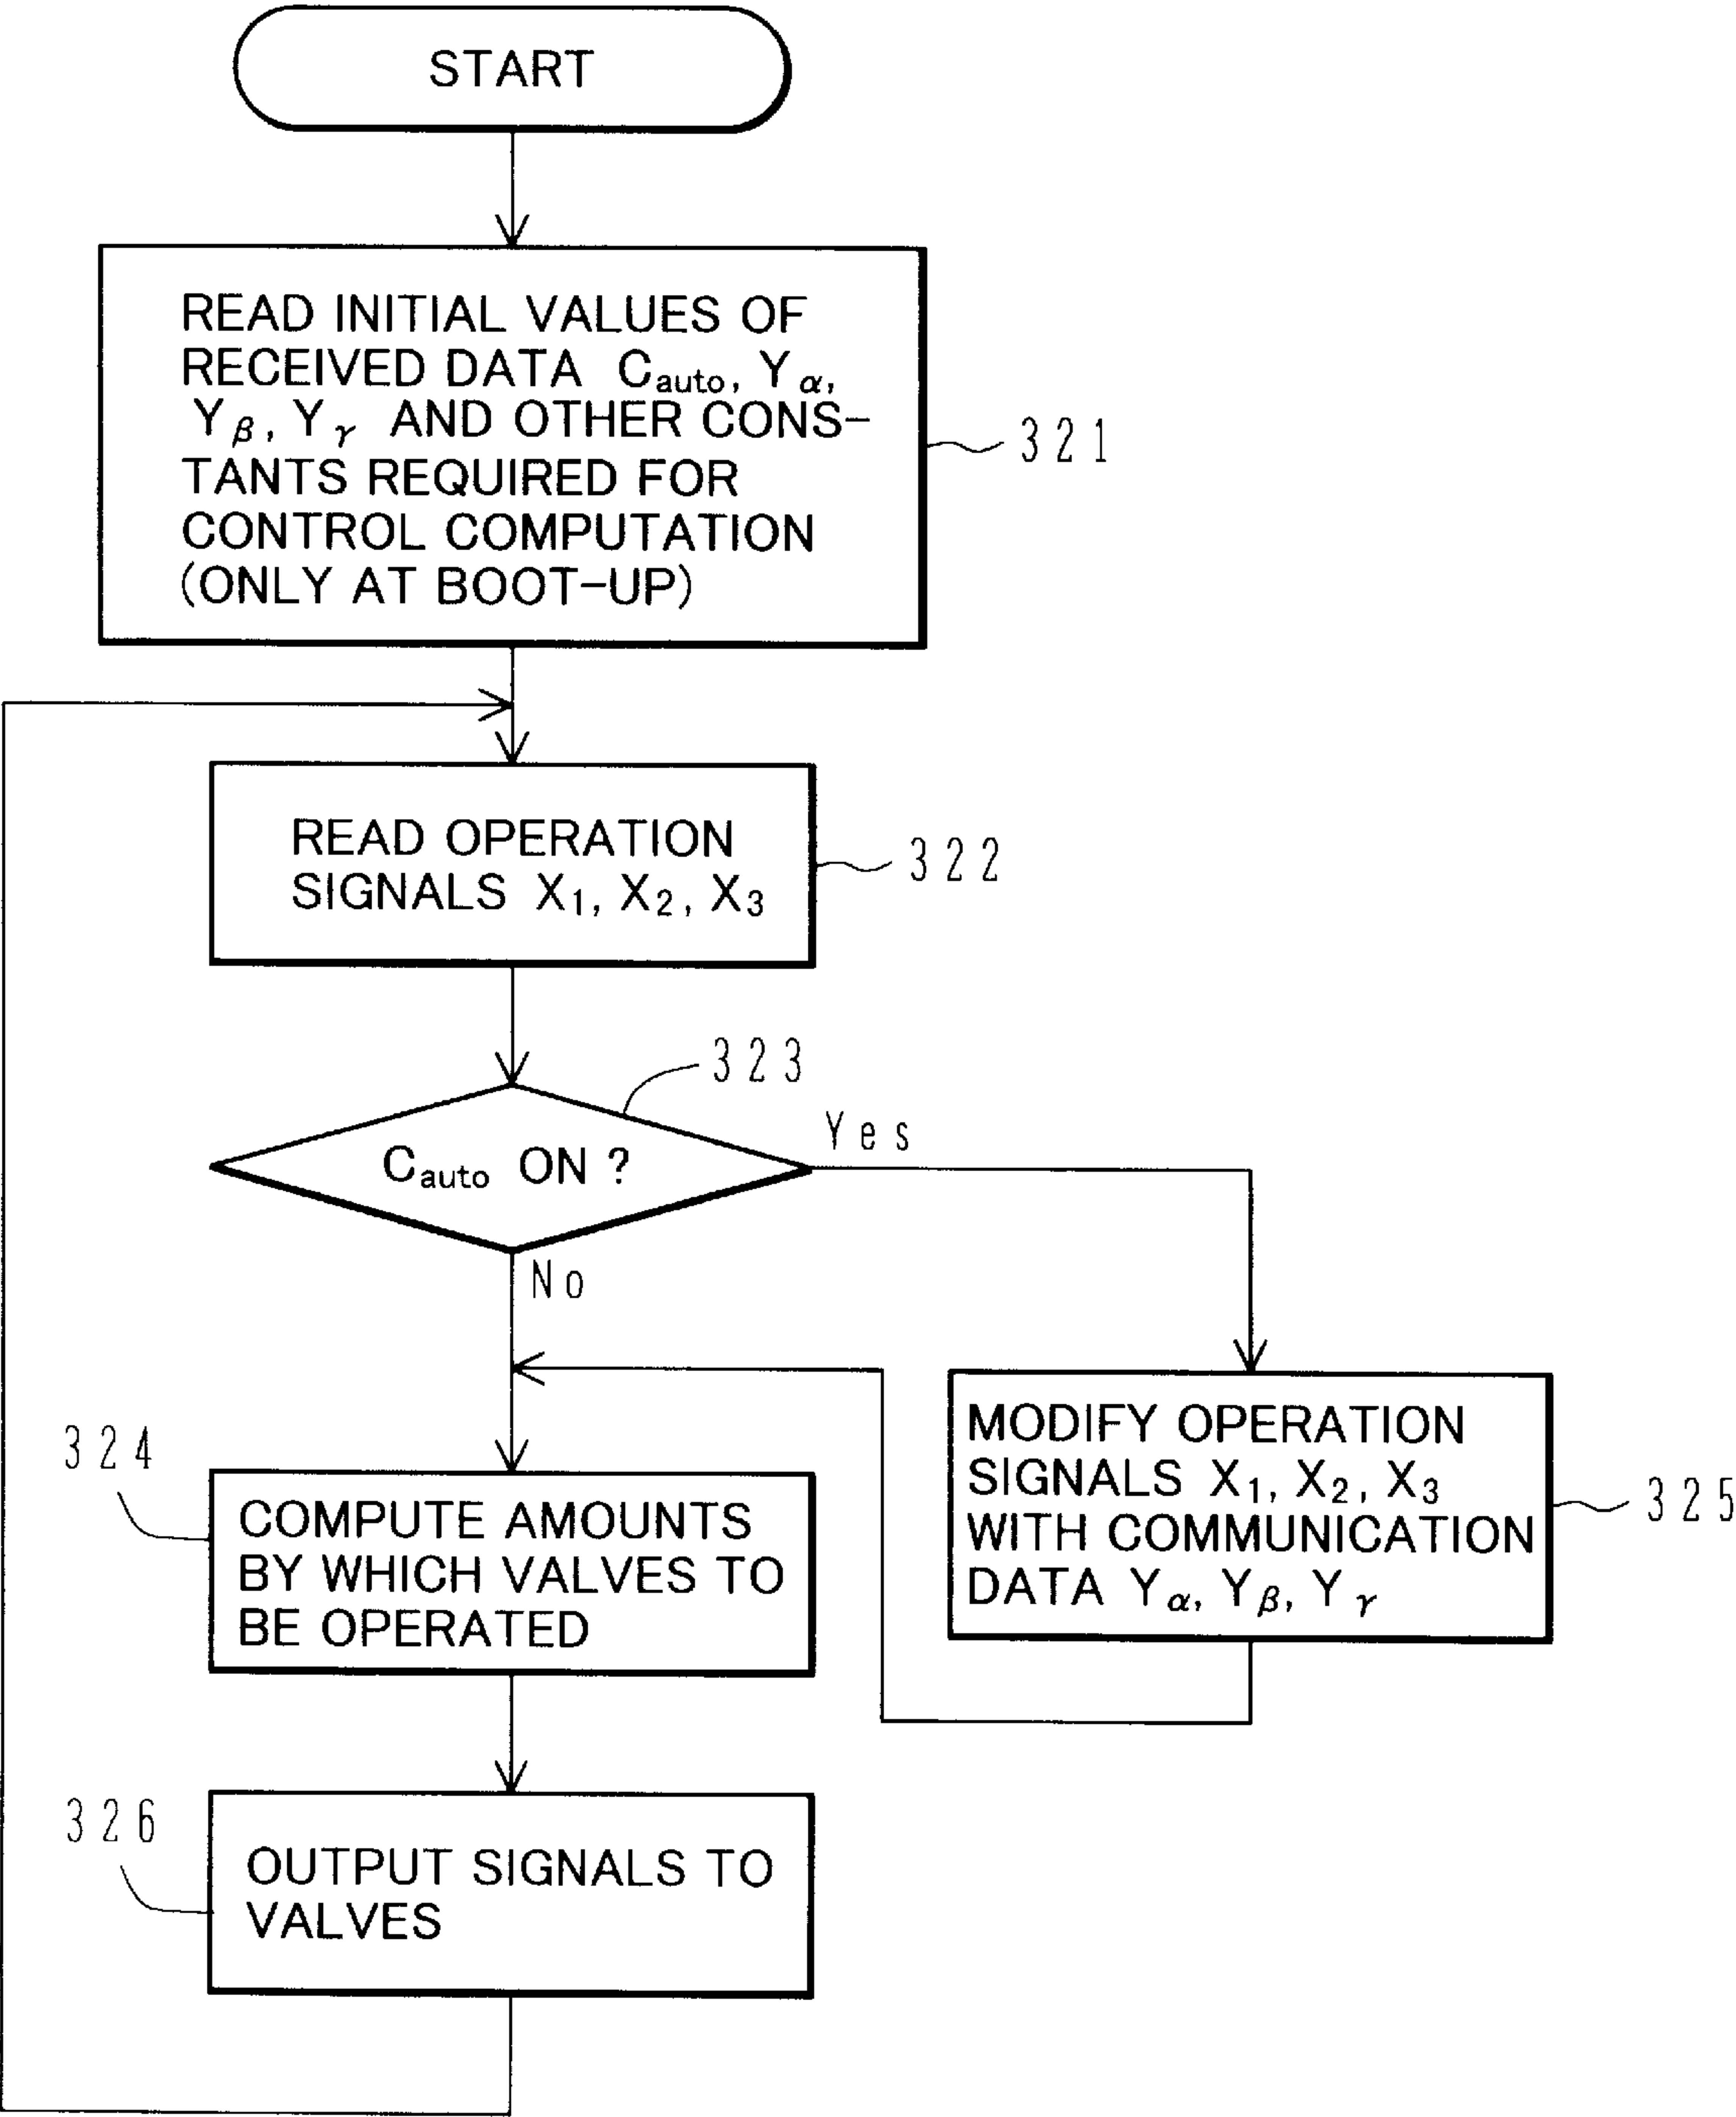 START
READ INITIAL VALUES OF
RECEIVED DATA Cauto, Yα,
Yβ, Yγ AND OTHER CONS-
TANTS REQUIRED FOR
CONTROL COMPUTATION
(ONLY AT BOOT-UP)
321
READ OPERATION
SIGNALS X1, X2, X3
322
323
Cauto ON ?
Yes
No
MODIFY OPERATION
SIGNALS X1, X2, X3
WITH COMMUNICATION
DATA Yα, Yβ, Yγ
325
324
COMPUTE AMOUNTS
BY WHICH VALVES TO
BE OPERATED
326
OUTPUT SIGNALS TO
VALVES